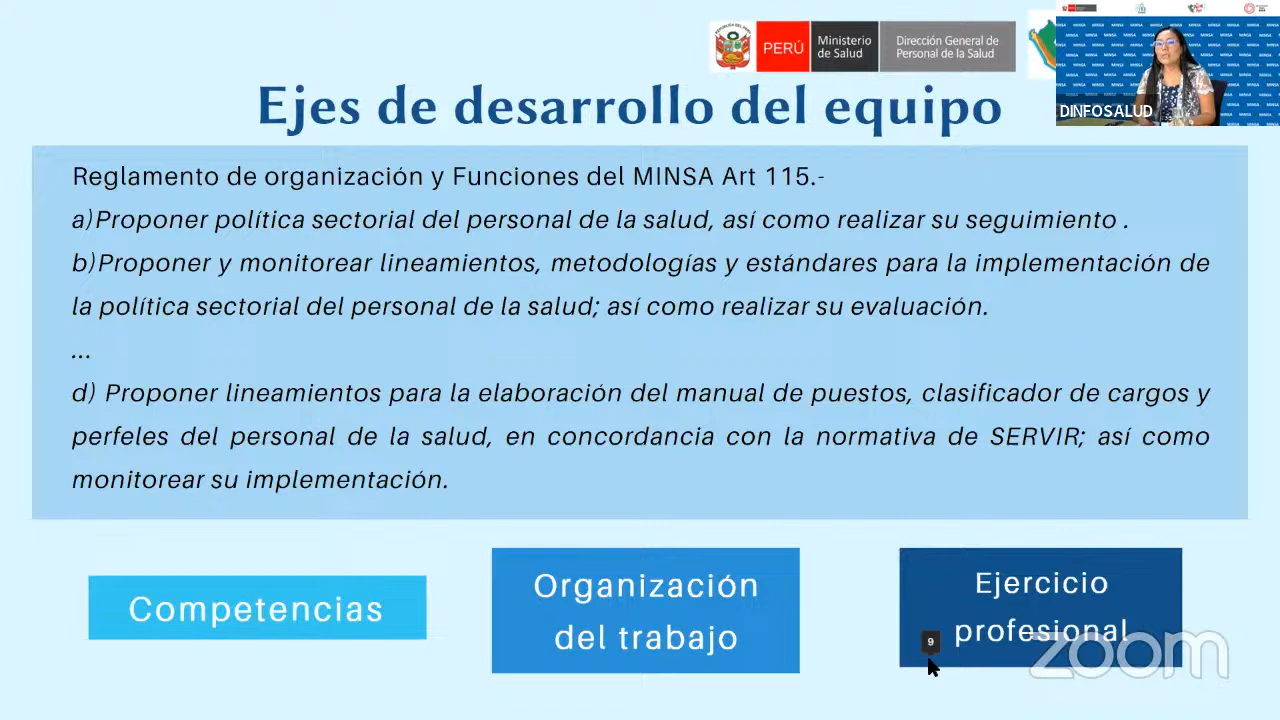 PERÚ
Ministerio
de Salud
Dirección General de
Personal de la Salud
DINFOSALUD
Ejes de desarrollo del equipo
Reglamento de organización y Funciones del MINSA Art 115.-
a)Proponer política sectorial del personal de la salud, así como realizar su seguimiento .
b)Proponer y monitorear lineamientos, metodologías y estándares para la implementación de
la política sectorial del personal de la salud; así como realizar su evaluación.
...
d) Proponer lineamientos para la elaboración del manual de puestos, clasificador de cargos y
perfeles del personal de la salud, en concordancia con la normativa de SERVIR; así como
monitorear su implementación.
Competencias
Organización
del trabajo
Ejercicio
profesional
9
zoom